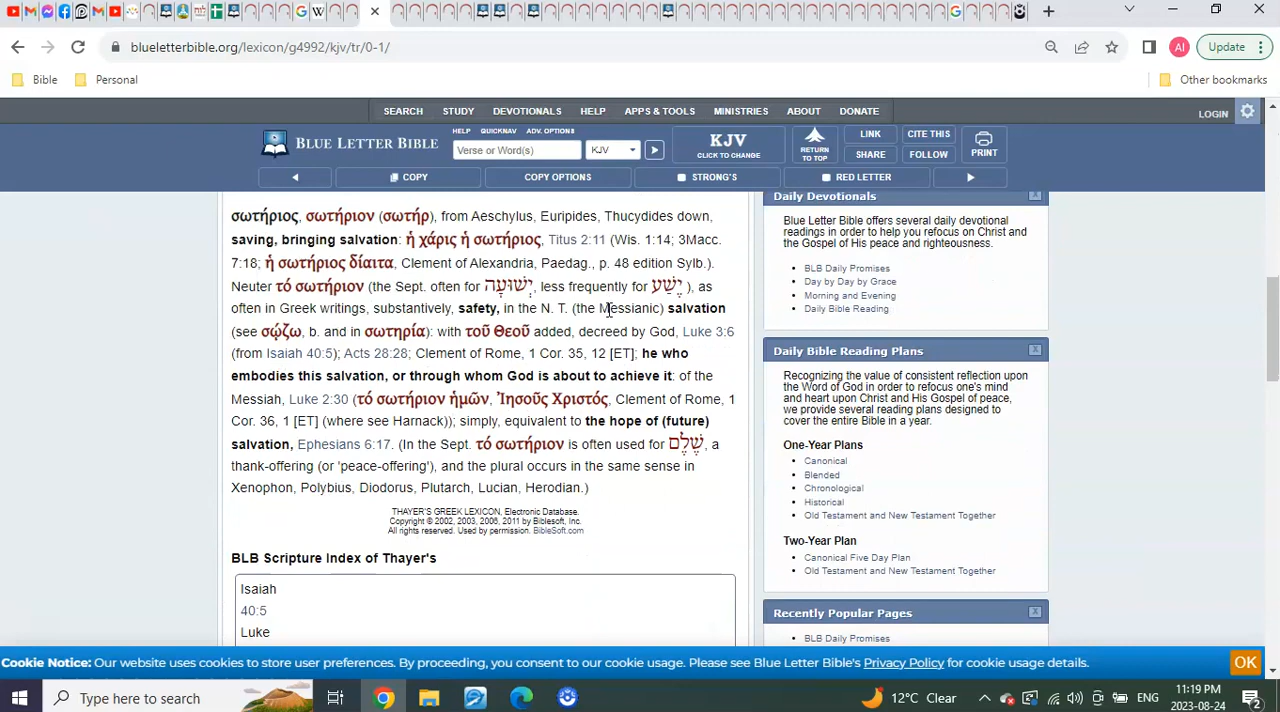 blueletterbible.org/lexicon/g4992/kjv/tr/0-1/
Update
Bible
Personal
Other bookmarks
SEARCH STUDY DEVOTIONALS HELP APPS & TOOLS MINISTRIES ABOUT DONATE
LOGIN
BLUE LETTER BIBLE
HELP QUICKNAV ADV. OPTIONS
Verse or Word(s)
KJV
KJV
CLICK TO CHANGE
RETURN TO TOP
LINK
CITE THIS
SHARE
FOLLOW
PRINT
COPY
COPY OPTIONS
STRONG'S
RED LETTER
σωτήριος, σωτήριον (σωτήρ), from Aeschylus, Euripides, Thucydides down,
saving, bringing salvation: ἡ χάρις ἡ σωτήριος, Titus 2:11 (Wis. 1:14; 3Macc.
7:18; ἡ σωτήριος δίαιτα, Clement of Alexandria, Paedag., p. 48 edition Sylb.).
Neuter τό σωτήριον (the Sept. often for יְשׁוּעָה, less frequently for יֶשַׁע ), as
often in Greek writings, substantively, safety, in the N. T. (the Messianic) salvation
(see σῴζω, b. and in σωτηρία): with τοῦ Θεοῦ added, decreed by God, Luke 3:6
(from Isaiah 40:5); Acts 28:28; Clement of Rome, 1 Cor. 35, 12 [ET]; he who
embodies this salvation, or through whom God is about to achieve it: of the
Messiah, Luke 2:30 (τό σωτήριον ἡμῶν, Ἰησοῦς Χριστός, Clement of Rome, 1
Cor. 36, 1 [ET] (where see Harnack)); simply, equivalent to the hope of (future)
salvation, Ephesians 6:17. (In the Sept. τό σωτήριον is often used for שֶׁלֶם, a
thank-offering (or 'peace-offering'), and the plural occurs in the same sense in
Xenophon, Polybius, Diodorus, Plutarch, Lucian, Herodian.)
THAYER'S GREEK LEXICON, Electronic Database.
Copyright © 2002, 2003, 2006, 2011 by Biblesoft, Inc.
All rights reserved. Used by permission. BibleSoft.com
BLB Scripture Index of Thayer's
Isaiah
40:5
Luke
Daily Devotionals
Blue Letter Bible offers several daily devotional
readings in order to help you refocus on Christ and
the Gospel of His peace and righteousness.
BLB Daily Promises
Day by Day by Grace
Morning and Evening
Daily Bible Reading
Daily Bible Reading Plans
Recognizing the value of consistent reflection upon
the Word of God in order to refocus one's mind
and heart upon Christ and His Gospel of peace,
we provide several reading plans designed to
cover the entire Bible in a year.
One-Year Plans
Canonical
Blended
Chronological
Historical
Old Testament and New Testament Together
Two-Year Plan
Canonical Five Day Plan
Old Testament and New Testament Together
Recently Popular Pages
BLB Daily Promises
Cookie Notice: Our website uses cookies to store user preferences. By proceeding, you consent to our cookie usage. Please see Blue Letter Bible's Privacy Policy for cookie usage details.
OK
Type here to search
12°C Clear
ENG
11:19 PM
2023-08-24
2